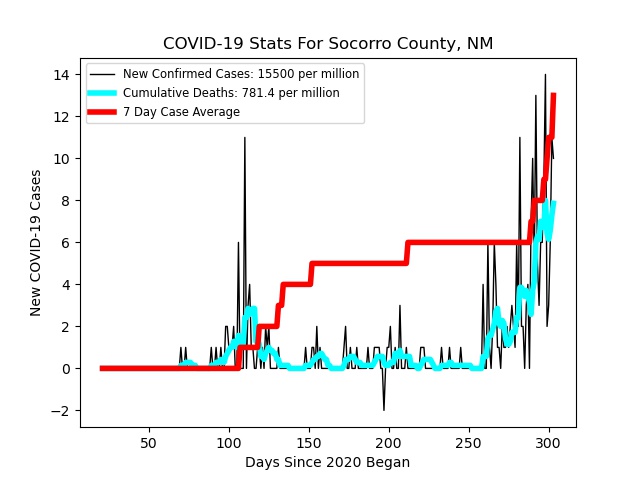 COVID-19 Stats For Socorro County, NM
New Confirmed Cases: 15500 per million
Cumulative Deaths: 781.4 per million
7 Day Case Average
14
12
10
8
6
4
2
0
−2
New COVID-19 Cases
50 100 150 200 250 300
Days Since 2020 Began